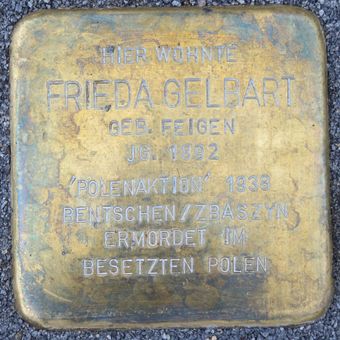 HIER WOHNTE
FRIEDA GELBART
GEB. FEIGEN
JG. 1892
'POLENAKTION' 1938
BENTSCHEN/ZBASZYN
ERMORDET IM
BESETZTEN POLEN